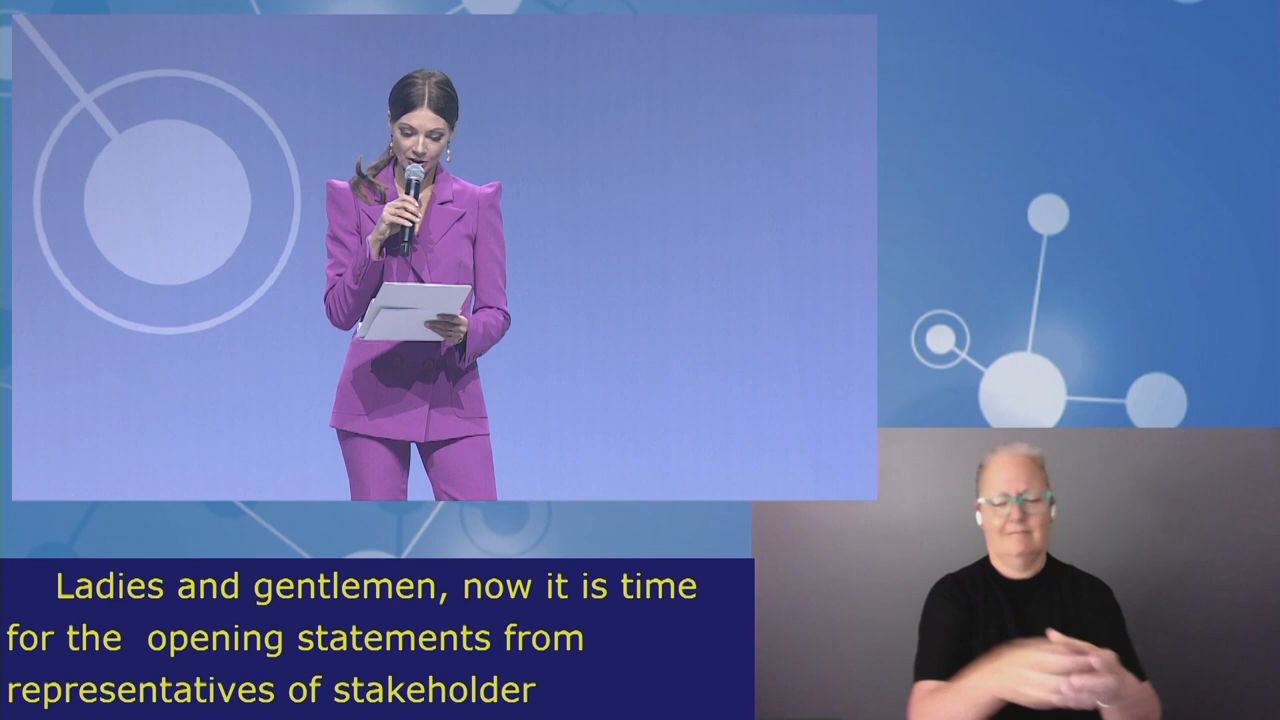 Ladies and gentlemen, now it is time
for the opening statements from
representatives of stakeholder